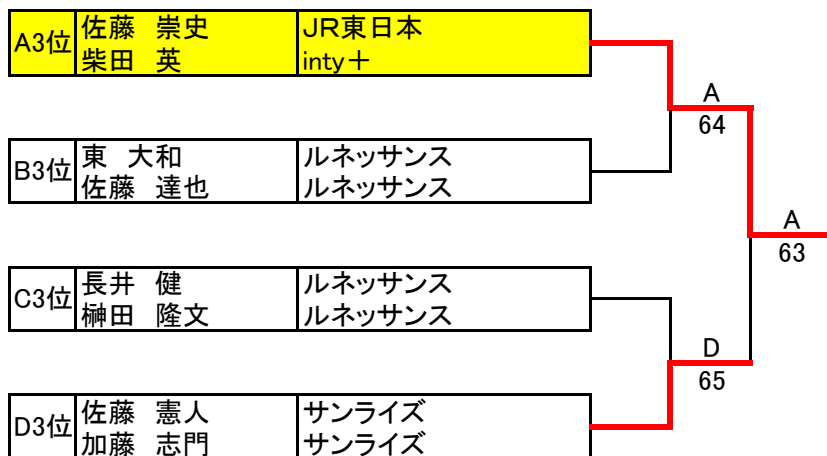 A3位 佐藤 崇史 JR東日本
柴田 英 inty＋
A
64
B3位 東 大和 ルネッサンス
佐藤 達也 ルネッサンス
A
63
C3位 長井 健 ルネッサンス
榊田 隆文 ルネッサンス
D
65
D3位 佐藤 憲人 サンライズ
加藤 志門 サンライズ